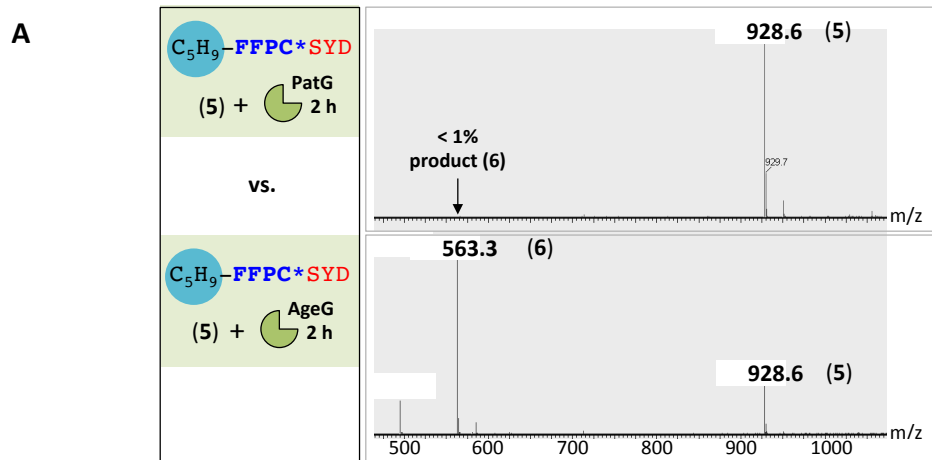 A
C₅H₉–FFPC*SYD
(5) + PatG
2 h
928.6 (5)
929.7
< 1%
product (6)
m/z
vs.
C₅H₉–FFPC*SYD
(5) + AgeG
2 h
563.3 (6)
928.6 (5)
m/z
500 600 700 800 900 1000